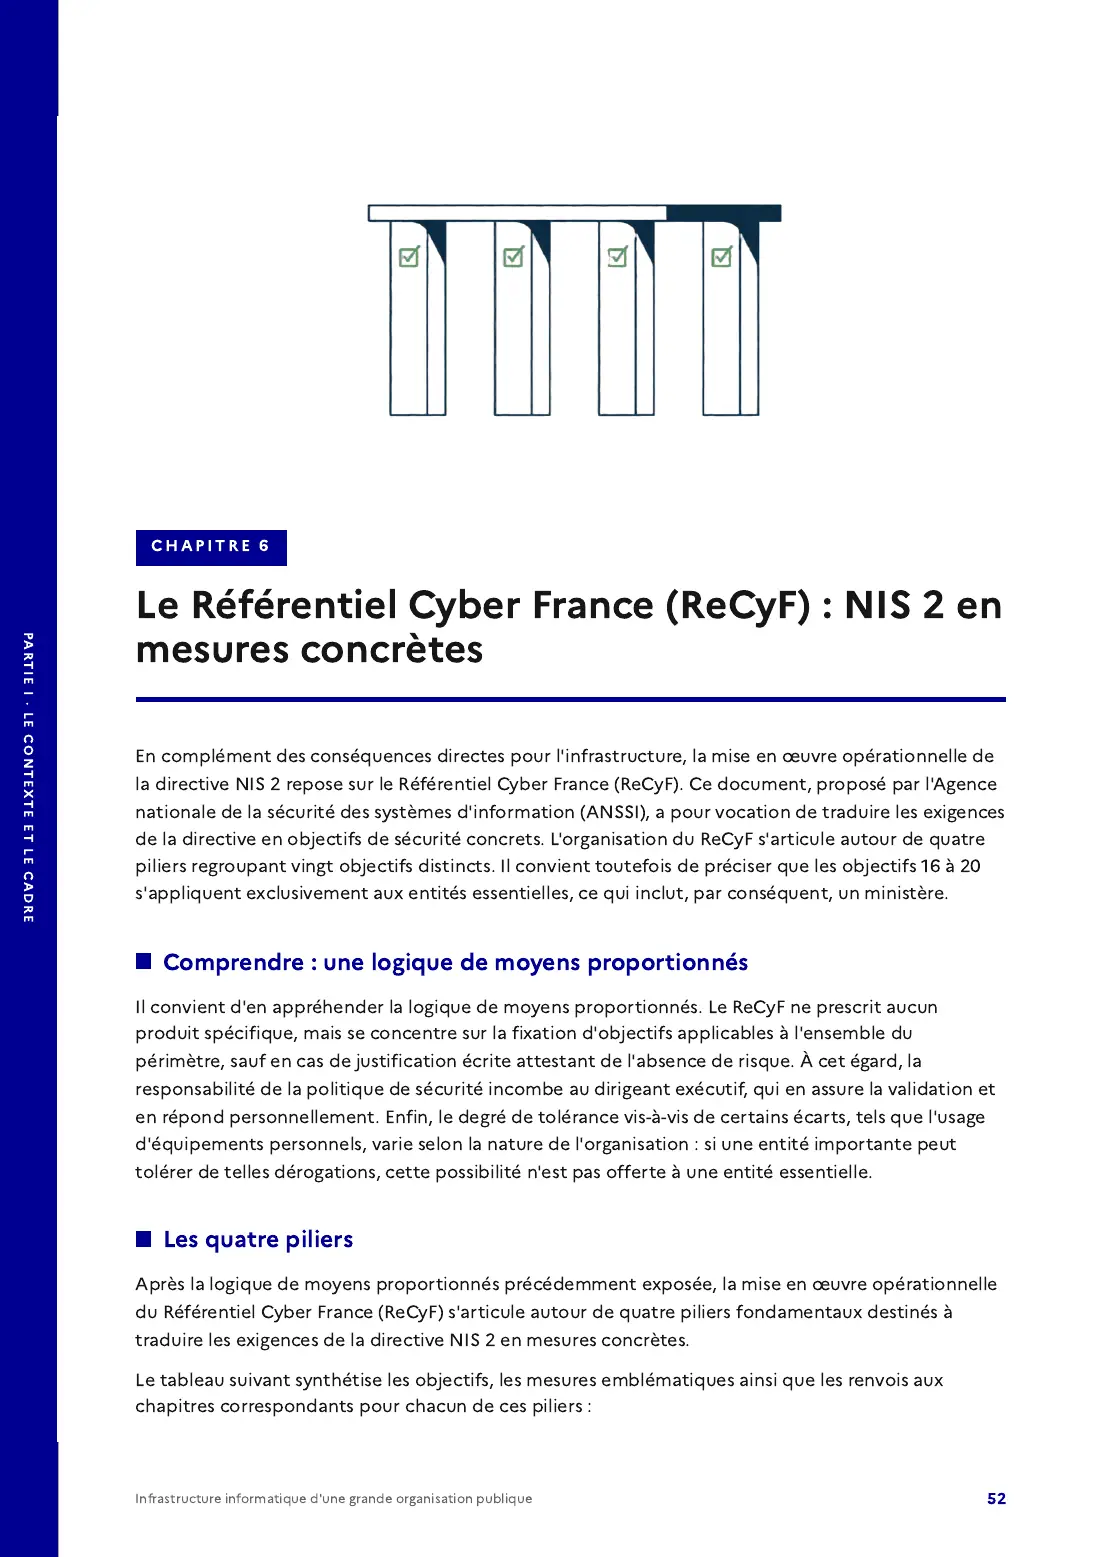 PARTIE I · LE CONTEXTE ET LE CADRE
CHAPITRE 6
Le Référentiel Cyber France (ReCyF) : NIS 2 en
mesures concrètes
En complément des conséquences directes pour l'infrastructure, la mise en œuvre opérationnelle de
la directive NIS 2 repose sur le Référentiel Cyber France (ReCyF). Ce document, proposé par l'Agence
nationale de la sécurité des systèmes d'information (ANSSI), a pour vocation de traduire les exigences
de la directive en objectifs de sécurité concrets. L'organisation du ReCyF s'articule autour de quatre
piliers regroupant vingt objectifs distincts. Il convient toutefois de préciser que les objectifs 16 à 20
s'appliquent exclusivement aux entités essentielles, ce qui inclut, par conséquent, un ministère.
Comprendre : une logique de moyens proportionnés
Il convient d'en appréhender la logique de moyens proportionnés. Le ReCyF ne prescrit aucun
produit spécifique, mais se concentre sur la fixation d'objectifs applicables à l'ensemble du
périmètre, sauf en cas de justification écrite attestant de l'absence de risque. À cet égard, la
responsabilité de la politique de sécurité incombe au dirigeant exécutif, qui en assure la validation et
en répond personnellement. Enfin, le degré de tolérance vis-à-vis de certains écarts, tels que l'usage
d'équipements personnels, varie selon la nature de l'organisation : si une entité importante peut
tolérer de telles dérogations, cette possibilité n'est pas offerte à une entité essentielle.
Les quatre piliers
Après la logique de moyens proportionnés précédemment exposée, la mise en œuvre opérationnelle
du Référentiel Cyber France (ReCyF) s'articule autour de quatre piliers fondamentaux destinés à
traduire les exigences de la directive NIS 2 en mesures concrètes.
Le tableau suivant synthétise les objectifs, les mesures emblématiques ainsi que les renvois aux
chapitres correspondants pour chacun de ces piliers :
Infrastructure informatique d'une grande organisation publique
52